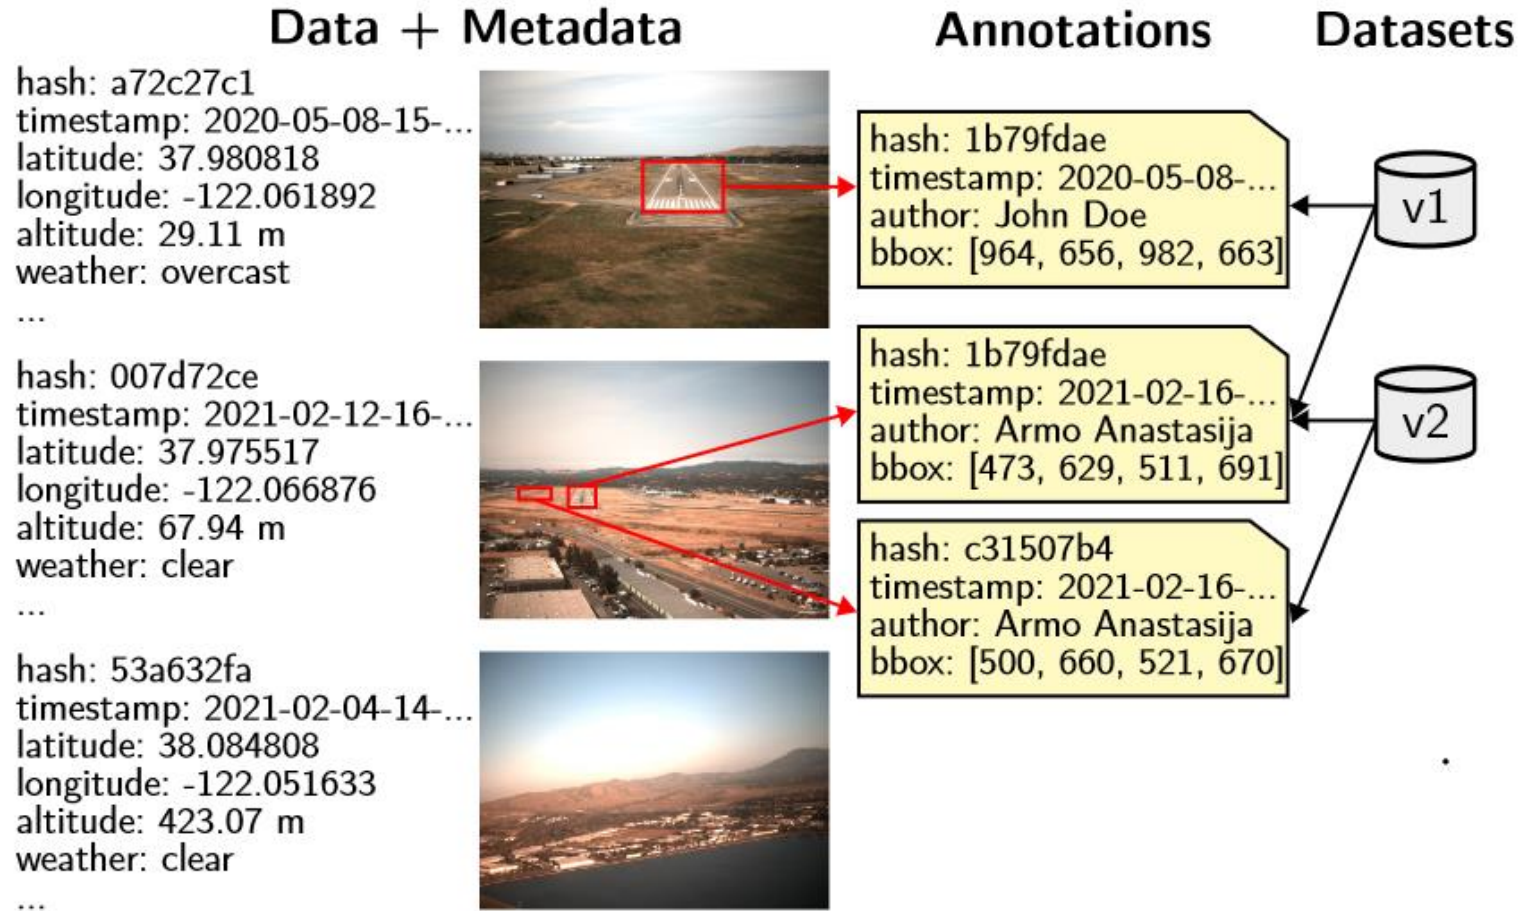 Data + Metadata
Annotations
Datasets
hash: a72c27c1
timestamp: 2020-05-08-15-...
latitude: 37.980818
longitude: -122.061892
altitude: 29.11 m
weather: overcast
...
hash: 007d72ce
timestamp: 2021-02-12-16-...
latitude: 37.975517
longitude: -122.066876
altitude: 67.94 m
weather: clear
...
hash: 53a632fa
timestamp: 2021-02-04-14-...
latitude: 38.084808
longitude: -122.051633
altitude: 423.07 m
weather: clear
...
hash: 1b79fdae
timestamp: 2020-05-08-...
author: John Doe
bbox: [964, 656, 982, 663]
hash: 1b79fdae
timestamp: 2021-02-16-...
author: Armo Anastasija
bbox: [473, 629, 511, 691]
hash: c31507b4
timestamp: 2021-02-16-...
author: Armo Anastasija
bbox: [500, 660, 521, 670]
v1
v2
.